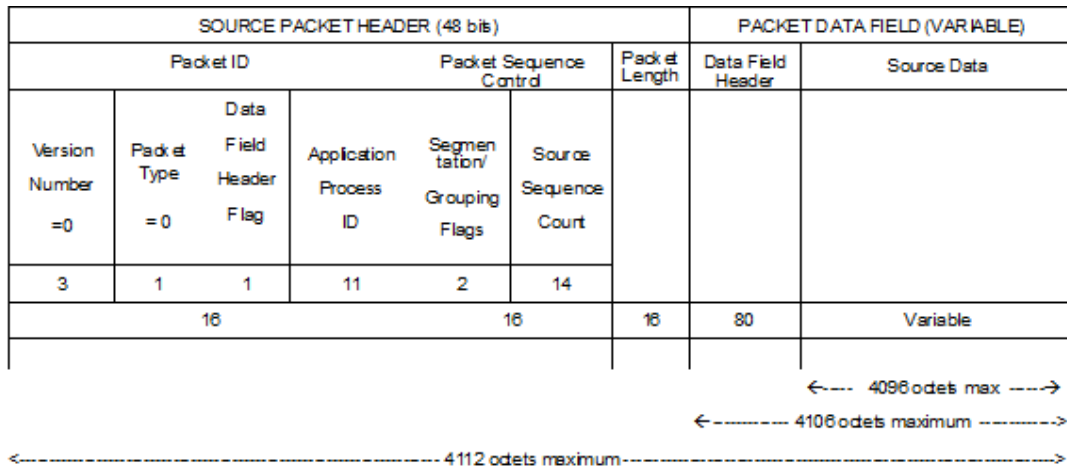 SOURCE PACKET HEADER (48 bits)
PACKET DATA FIELD (VARIABLE)
Packet ID
Packet Sequence
Control
Packet
Length
Data Field
Header
Source Data
Version
Number
=0
Packet
Type
= 0
Data
Field
Header
Flag
Application
Process
ID
Segmen
tation/
Grouping
Flags
Source
Sequence
Count
3
1
1
11
2
14
16
16
16
80
Variable
←---- 4096 octets max -----→
←----------- 4106 octets maximum ------------>
<---------- 4112 octets maximum---------->